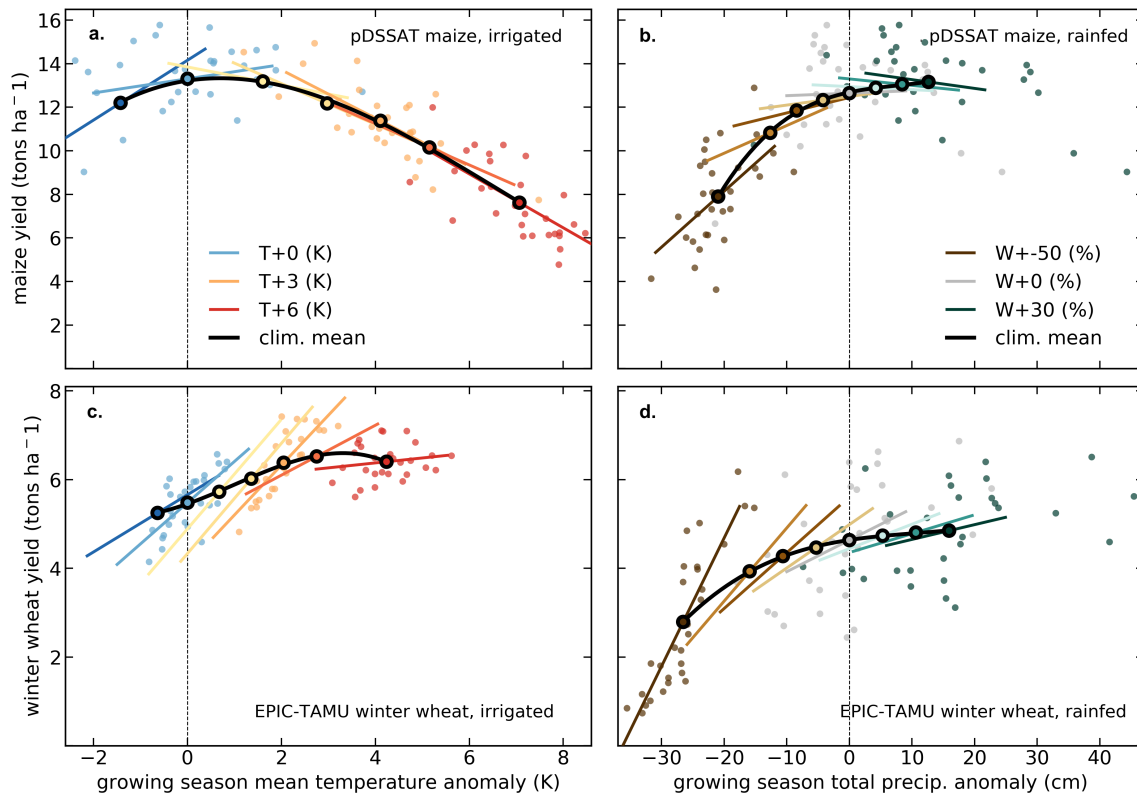 a.
pDSSAT maize, irrigated
16
14
12
10
8
6
4
2
maize yield (tons ha−1)
T+0 (K)
T+3 (K)
T+6 (K)
clim. mean
b.
pDSSAT maize, rainfed
W+-50 (%)
W+0 (%)
W+30 (%)
clim. mean
c.
8
6
4
2
winter wheat yield (tons ha−1)
EPIC-TAMU winter wheat, irrigated
−2 0 2 4 6 8
growing season mean temperature anomaly (K)
d.
EPIC-TAMU winter wheat, rainfed
−30 −20 −10 0 10 20 30 40
growing season total precip. anomaly (cm)